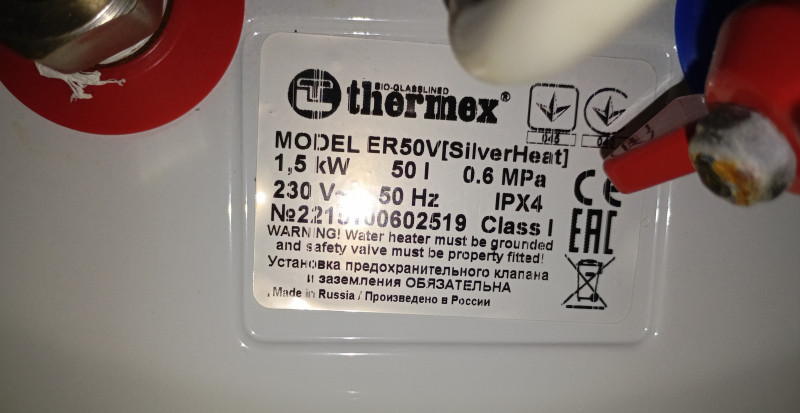 BIO-GLASSLINED
thermex®
MODEL ER50V[SilverHeat]
1,5 kW 50 l 0.6 MPa
230 V~ 50 Hz IPX4
Class I
WARNING! Water heater must be grounded
and safety valve must be property fitted!
Установка предохранительного клапана
и заземления ОБЯЗАТЕЛЬНА
Made in Russia / Произведено в России
046
CE
EAC